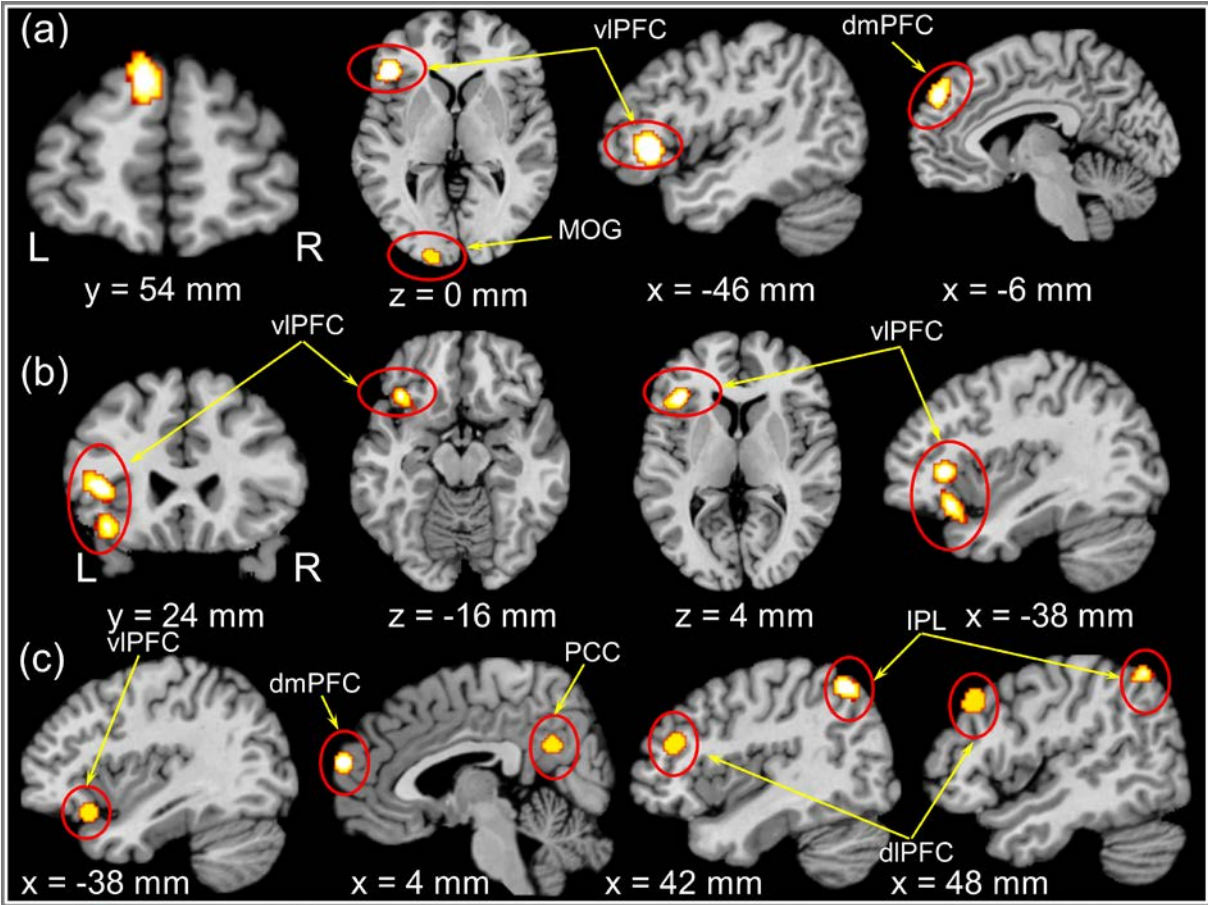 (a)
vlPFC
dmPFC
MOG
L
R
y = 54 mm
z = 0 mm
x = -46 mm
x = -6 mm
(b)
vlPFC
vlPFC
L
R
y = 24 mm
z = -16 mm
z = 4 mm
x = -38 mm
(c)
vlPFC
dmPFC
PCC
IPL
dlPFC
x = -38 mm
x = 4 mm
x = 42 mm
x = 48 mm